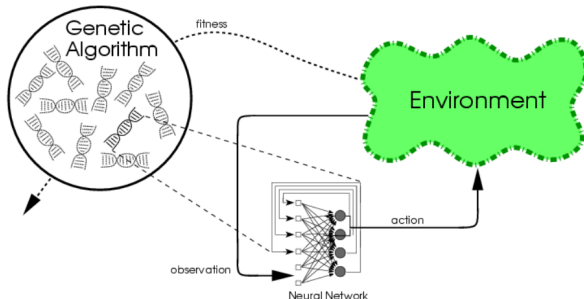 Genetic
Algorithm
fitness
Environment
action
observation
Neural Network